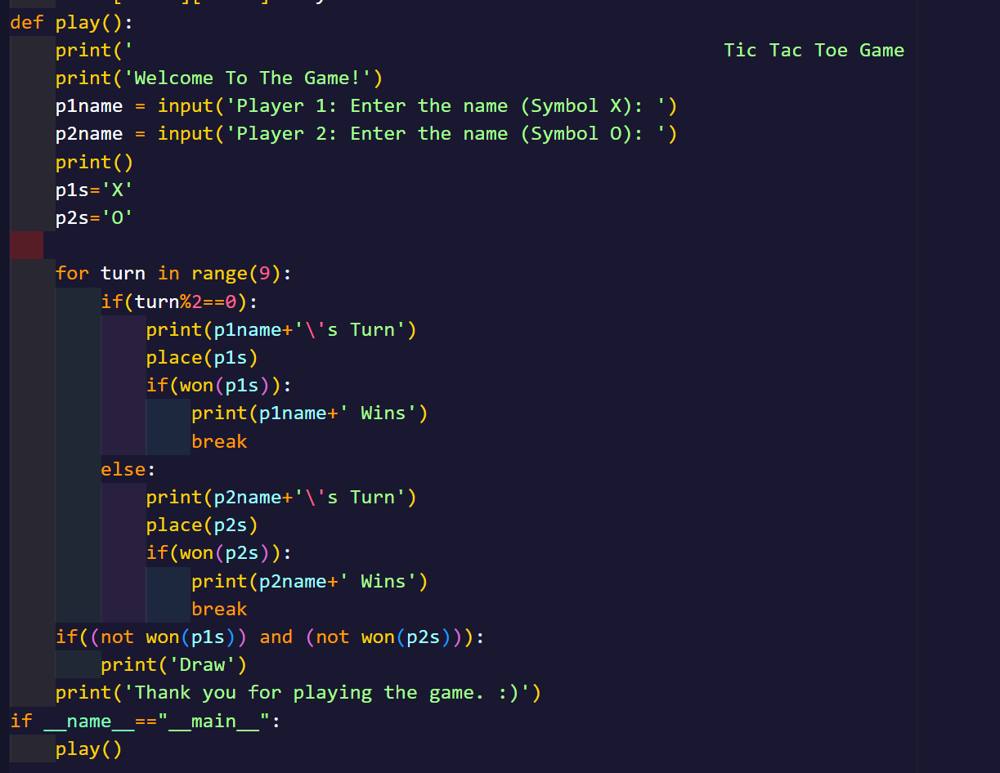 def play():
    print('                                                    Tic Tac Toe Game
    print('Welcome To The Game!')
    p1name = input('Player 1: Enter the name (Symbol X): ')
    p2name = input('Player 2: Enter the name (Symbol O): ')
    print()
    p1s='X'
    p2s='O'
    for turn in range(9):
        if(turn%2==0):
            print(p1name+'\'s Turn')
            place(p1s)
            if(won(p1s)):
                print(p1name+' Wins')
                break
        else:
            print(p2name+'\'s Turn')
            place(p2s)
            if(won(p2s)):
                print(p2name+' Wins')
                break
    if((not won(p1s)) and (not won(p2s))):
        print('Draw')
    print('Thank you for playing the game. :)')
if __name__=="__main__":
    play()